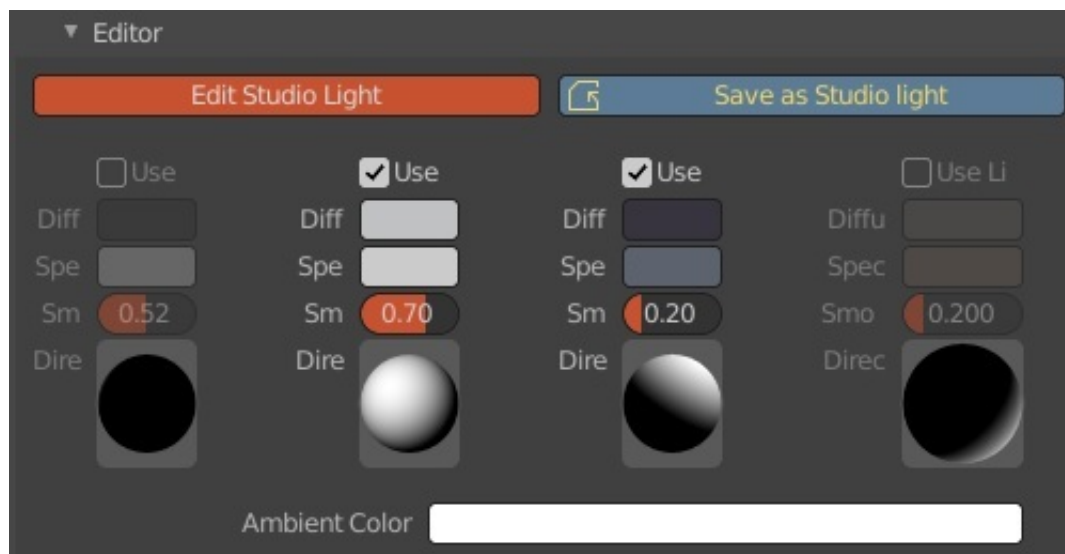 Editor
Edit Studio Light Save as Studio light
Use Use Use Use Li
Diff Diff Diff Diffu
Spe Spe Spe Spec
Sm 0.52 Sm 0.70 Sm 0.20 Smo 0.200
Dire Dire Dire Direc
Ambient Color